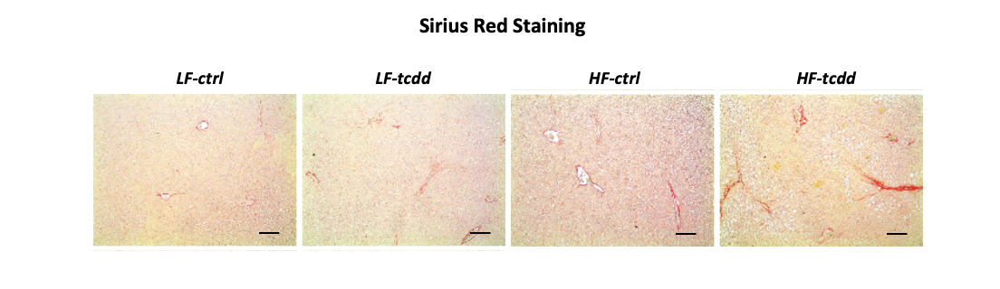 Sirius Red Staining
LF-ctrl LF-tcdd HF-ctrl HF-tcdd